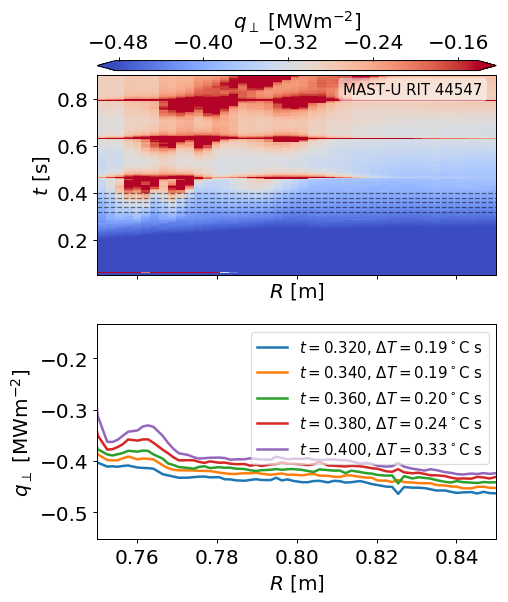 q⊥ [MWm−2]
−0.48 −0.40 −0.32 −0.24 −0.16
MAST-U RIT 44547
0.8
0.6
0.4
0.2
t [s]
R [m]
t = 0.320, ΔT = 0.19°C s
t = 0.340, ΔT = 0.19°C s
t = 0.360, ΔT = 0.20°C s
t = 0.380, ΔT = 0.24°C s
t = 0.400, ΔT = 0.33°C s
−0.2
−0.3
−0.4
−0.5
q⊥ [MWm−2]
0.76 0.78 0.80 0.82 0.84
R [m]